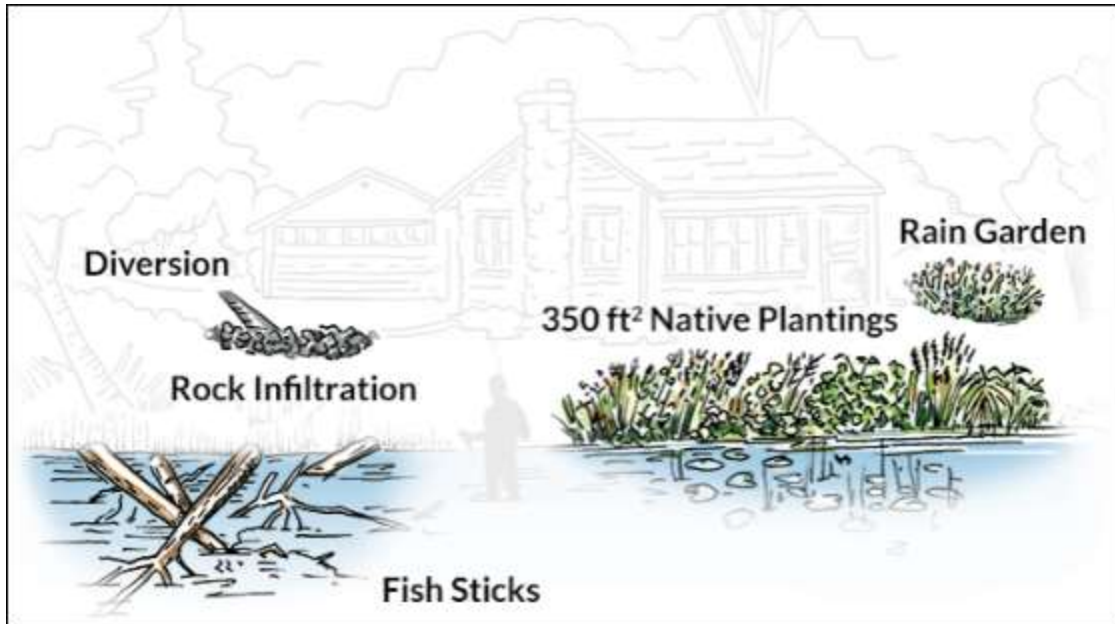 Rain Garden
Diversion
350 ft² Native Plantings
Rock Infiltration
Fish Sticks